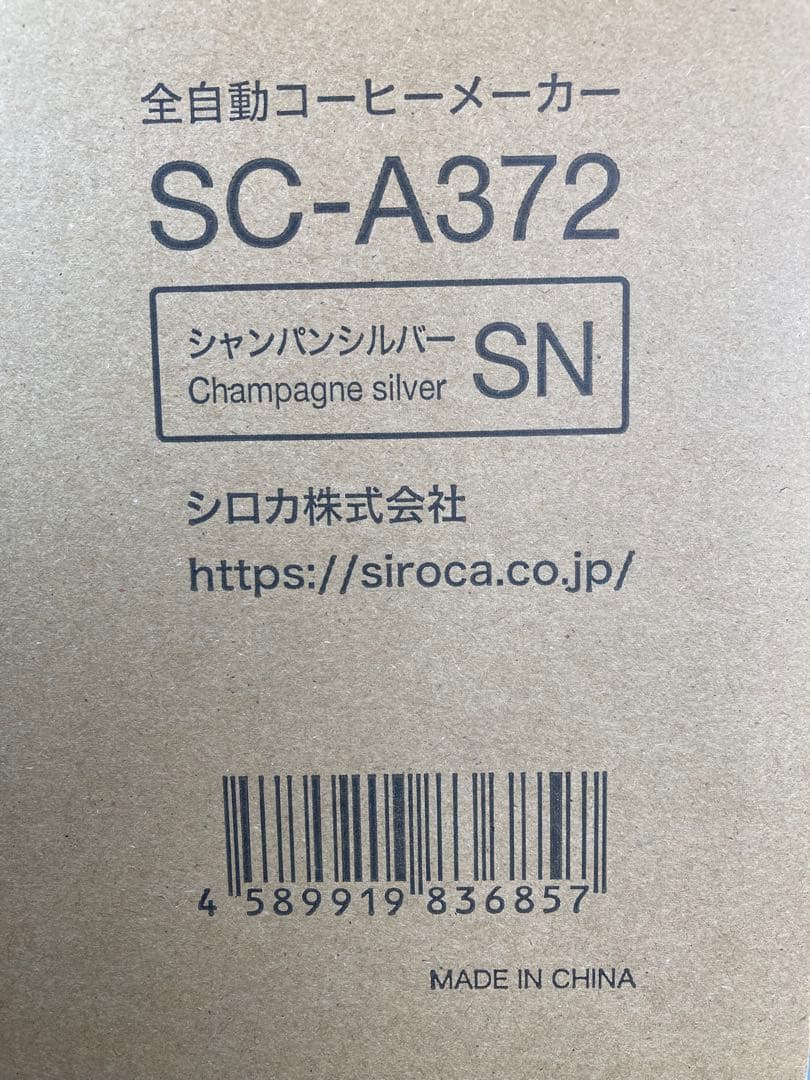 全自動コーヒーメーカー
SC-A372
シャンパンシルバー SN
Champagne silver
シロカ株式会社
https://siroca.co.jp/
4 589919 836857
MADE IN CHINA